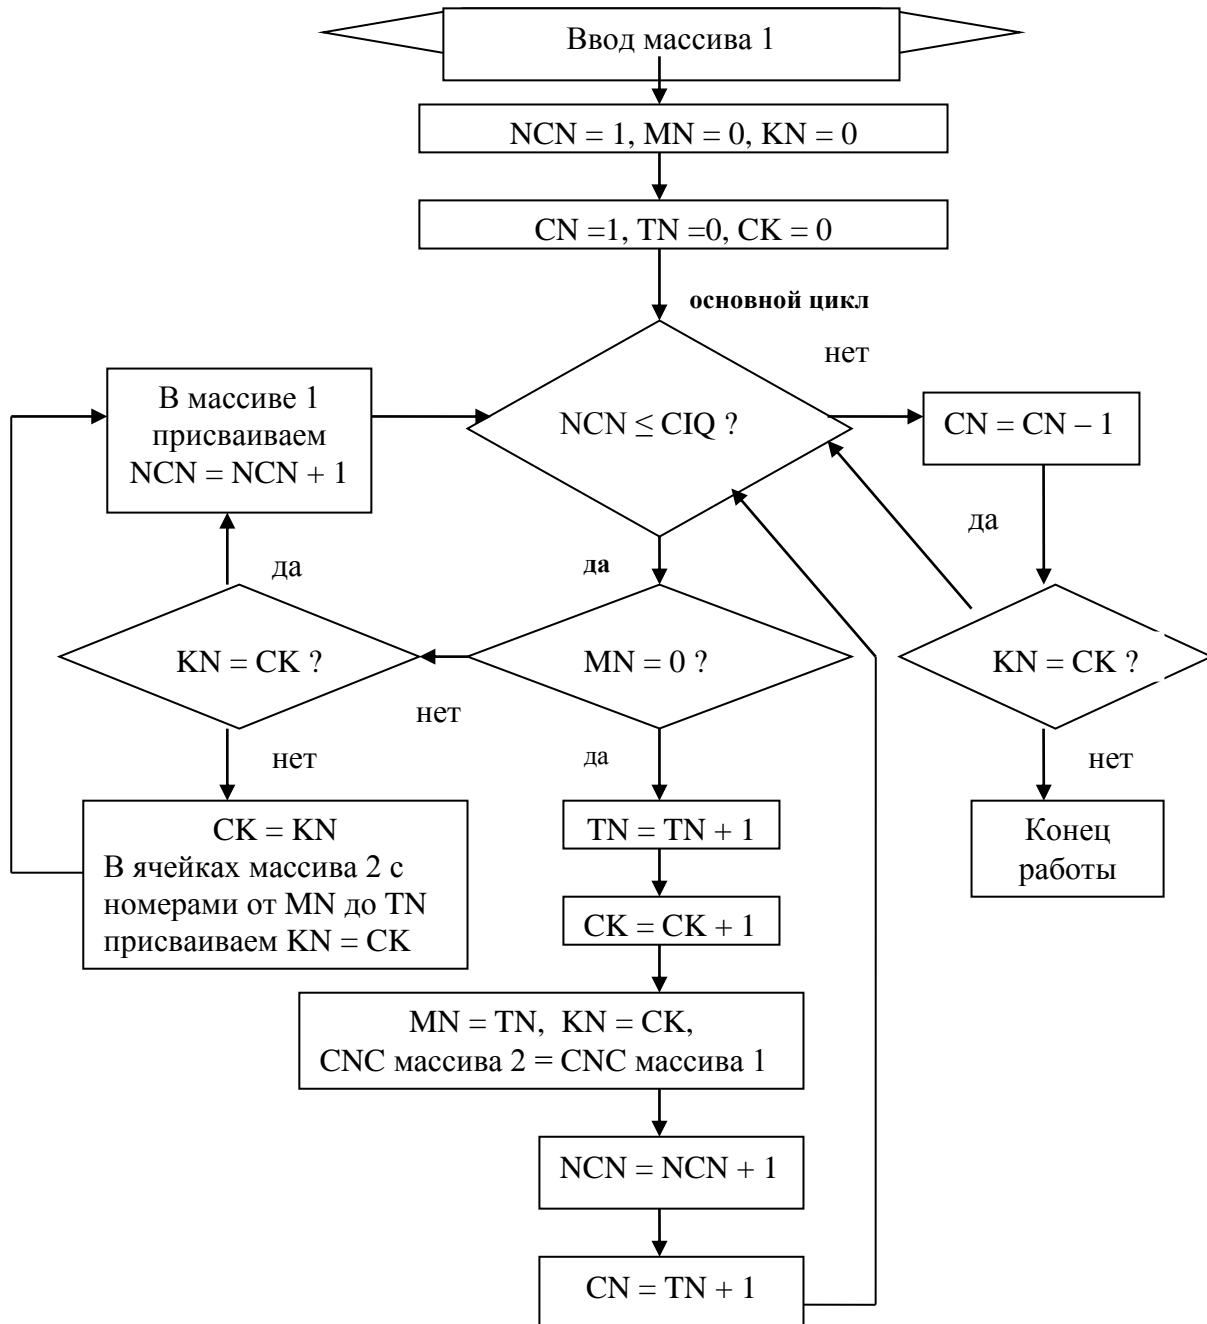 Ввод массива 1
NCN = 1, MN = 0, KN = 0
CN =1, TN =0, CK = 0
основной цикл
нет
В массиве 1
присваиваем
NCN = NCN + 1
NCN ≤ CIQ ?
CN = CN – 1
да
да
да
KN = CK ?
MN = 0 ?
KN = CK ?
нет
нет
да
нет
CK = KN
В ячейках массива 2 с
номерами от MN до TN
присваиваем KN = CK
TN = TN + 1
Конец
работы
CK = CK + 1
MN = TN, KN = CK,
CNC массива 2 = CNC массива 1
NCN = NCN + 1
CN = TN + 1